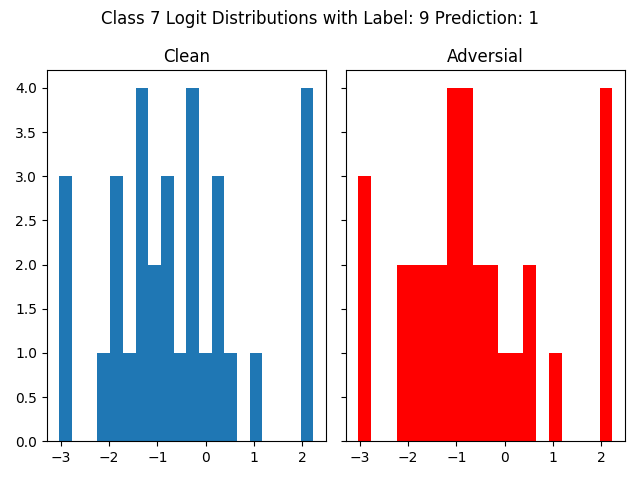 Class 7 Logit Distributions with Label: 9 Prediction: 1
Clean
Adversial
4.0
3.5
3.0
2.5
2.0
1.5
1.0
0.5
0.0
−3 −2 −1 0 1 2
−3 −2 −1 0 1 2